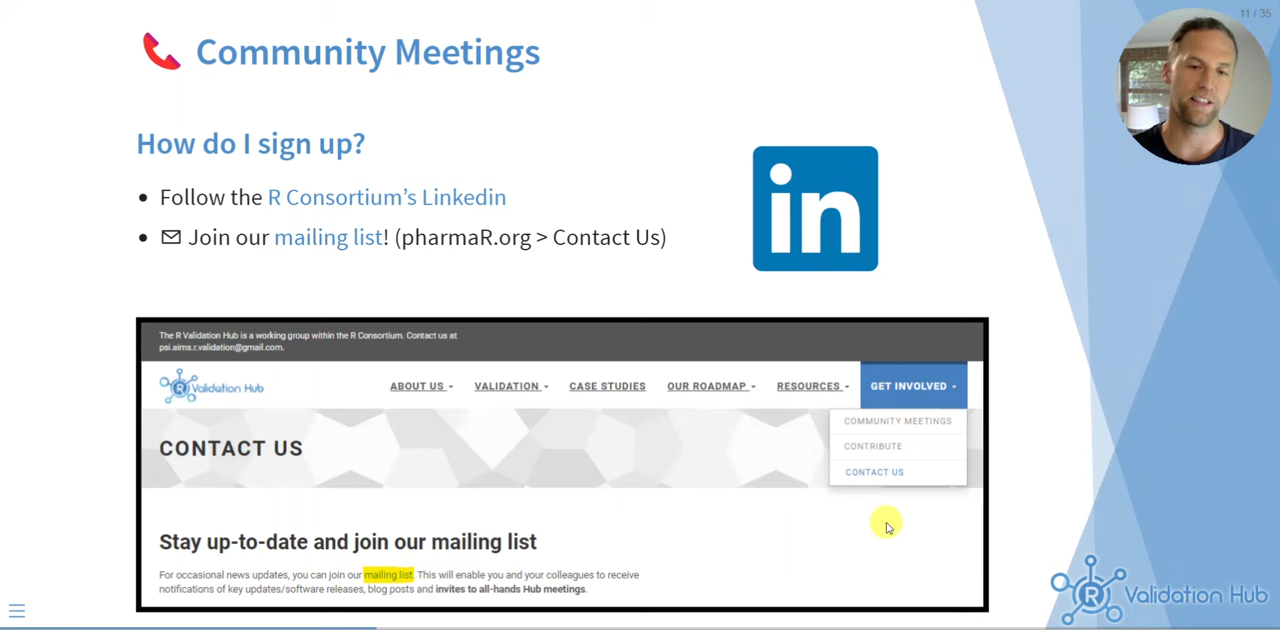 11 / 35
Community Meetings
How do I sign up?
Follow the R Consortium’s Linkedin
Join our mailing list! (pharmaR.org > Contact Us)
in
The R Validation Hub is a working group within the R Consortium. Contact us at
psi.aims.r.validation@gmail.com.
R Validation Hub
ABOUT US
VALIDATION
CASE STUDIES
OUR ROADMAP
RESOURCES
GET INVOLVED
COMMUNITY MEETINGS
CONTRIBUTE
CONTACT US
CONTACT US
Stay up-to-date and join our mailing list
For occasional news updates, you can join our mailing list. This will enable you and your colleagues to receive
notifications of key updates/software releases, blog posts and invites to all-hands Hub meetings.
R Validation Hub